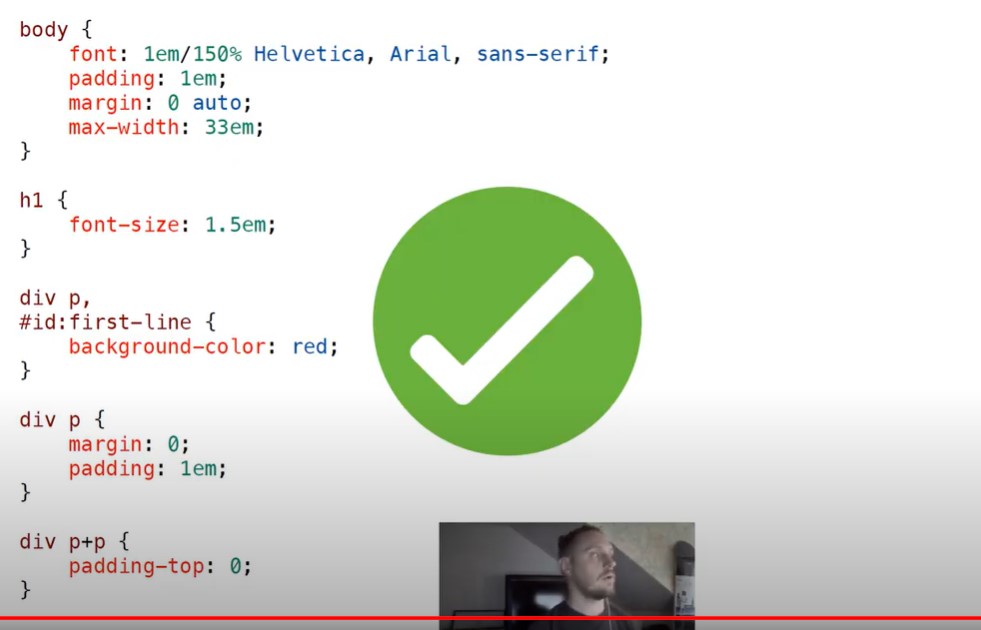 body {
font: 1em/150% Helvetica, Arial, sans-serif;
padding: 1em;
margin: 0 auto;
max-width: 33em;
}
h1 {
font-size: 1.5em;
}
div p,
#id:first-line {
background-color: red;
}
div p {
margin: 0;
padding: 1em;
}
div p+p {
padding-top: 0;
}